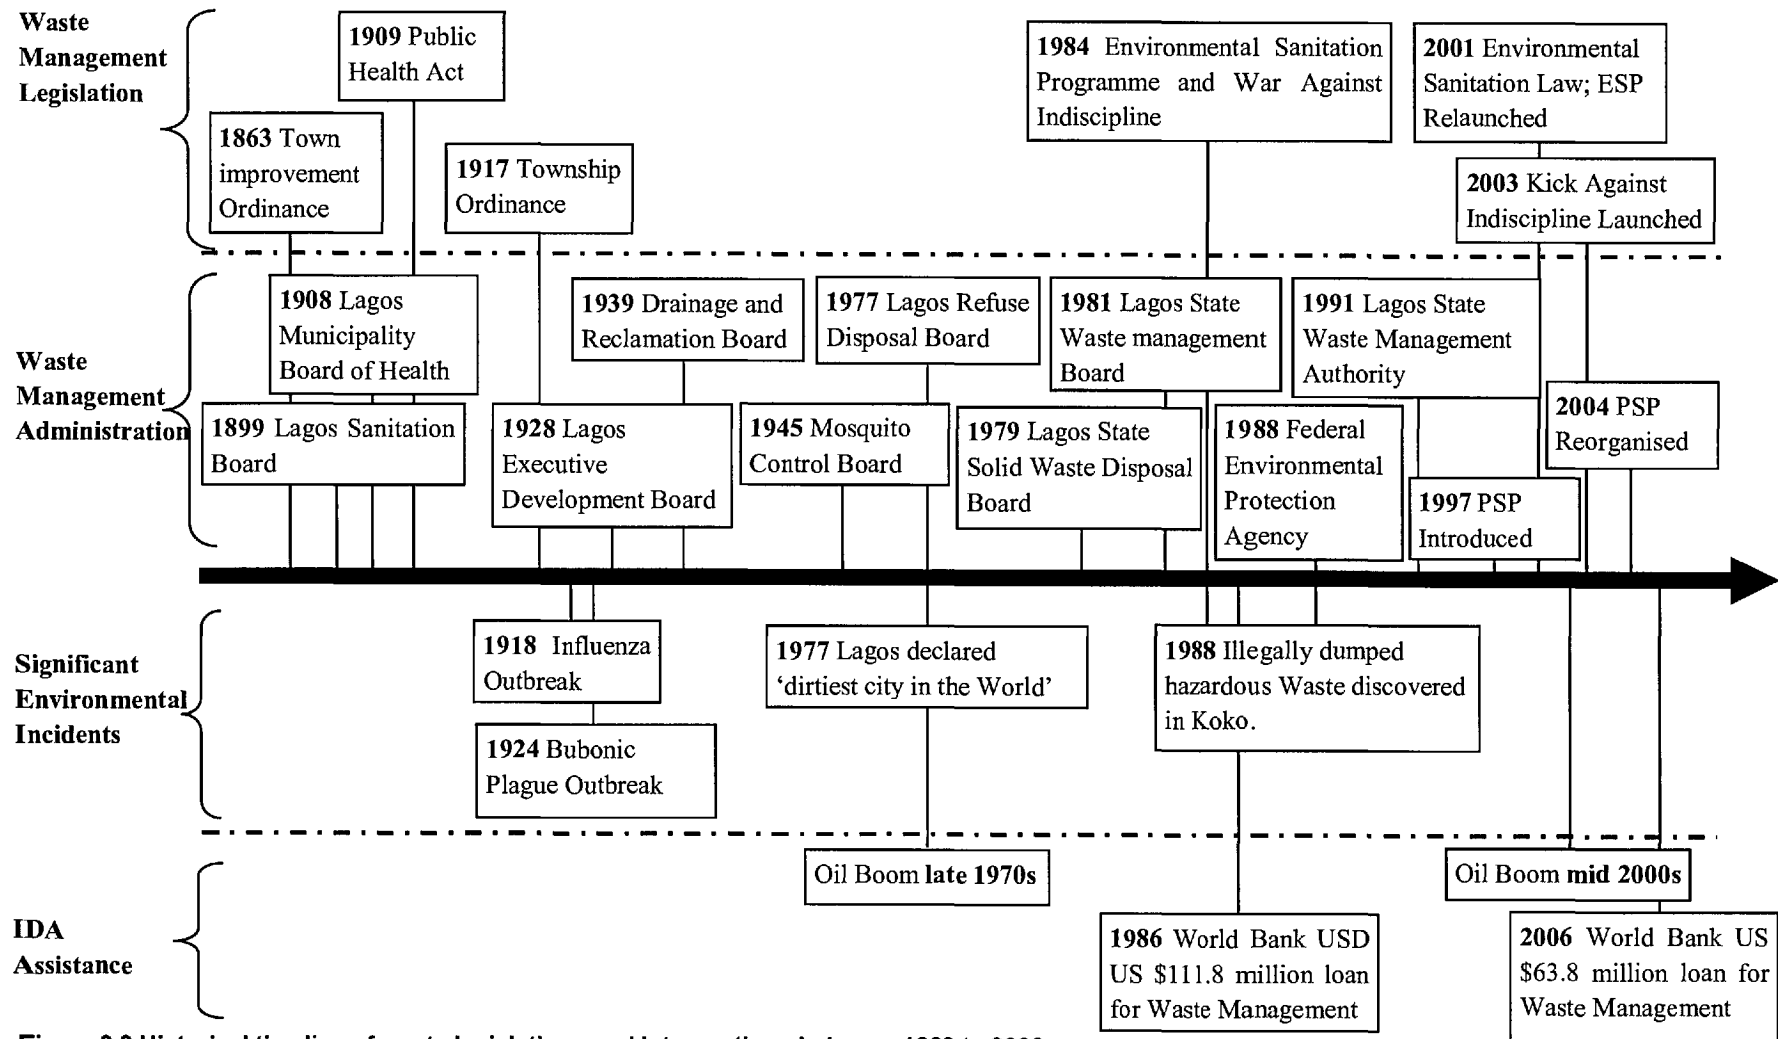 Waste
Management
Legislation
1909 Public
Health Act
1863 Town
improvement
Ordinance
1917 Township
Ordinance
1984 Environmental Sanitation
Programme and War Against
Indiscipline
2001 Environmental
Sanitation Law; ESP
Relaunched
2003 Kick Against
Indiscipline Launched
Waste
Management
Administration
1908 Lagos
Municipality
Board of Health
1899 Lagos Sanitation
Board
1939 Drainage and
Reclamation Board
1928 Lagos
Executive
Development Board
1977 Lagos Refuse
Disposal Board
1945 Mosquito
Control Board
1981 Lagos State
Waste management
Board
1979 Lagos State
Solid Waste Disposal
Board
1991 Lagos State
Waste Management
Authority
1988 Federal
Environmental
Protection
Agency
2004 PSP
Reorganised
1997 PSP
Introduced
Significant
Environmental
Incidents
1918 Influenza
Outbreak
1924 Bubonic
Plague Outbreak
1977 Lagos declared
‘dirtiest city in the World’
1988 Illegally dumped
hazardous Waste discovered
in Koko.
IDA
Assistance
Oil Boom late 1970s
Oil Boom mid 2000s
1986 World Bank USD
US $111.8 million loan
for Waste Management
2006 World Bank US
$63.8 million loan for
Waste Management